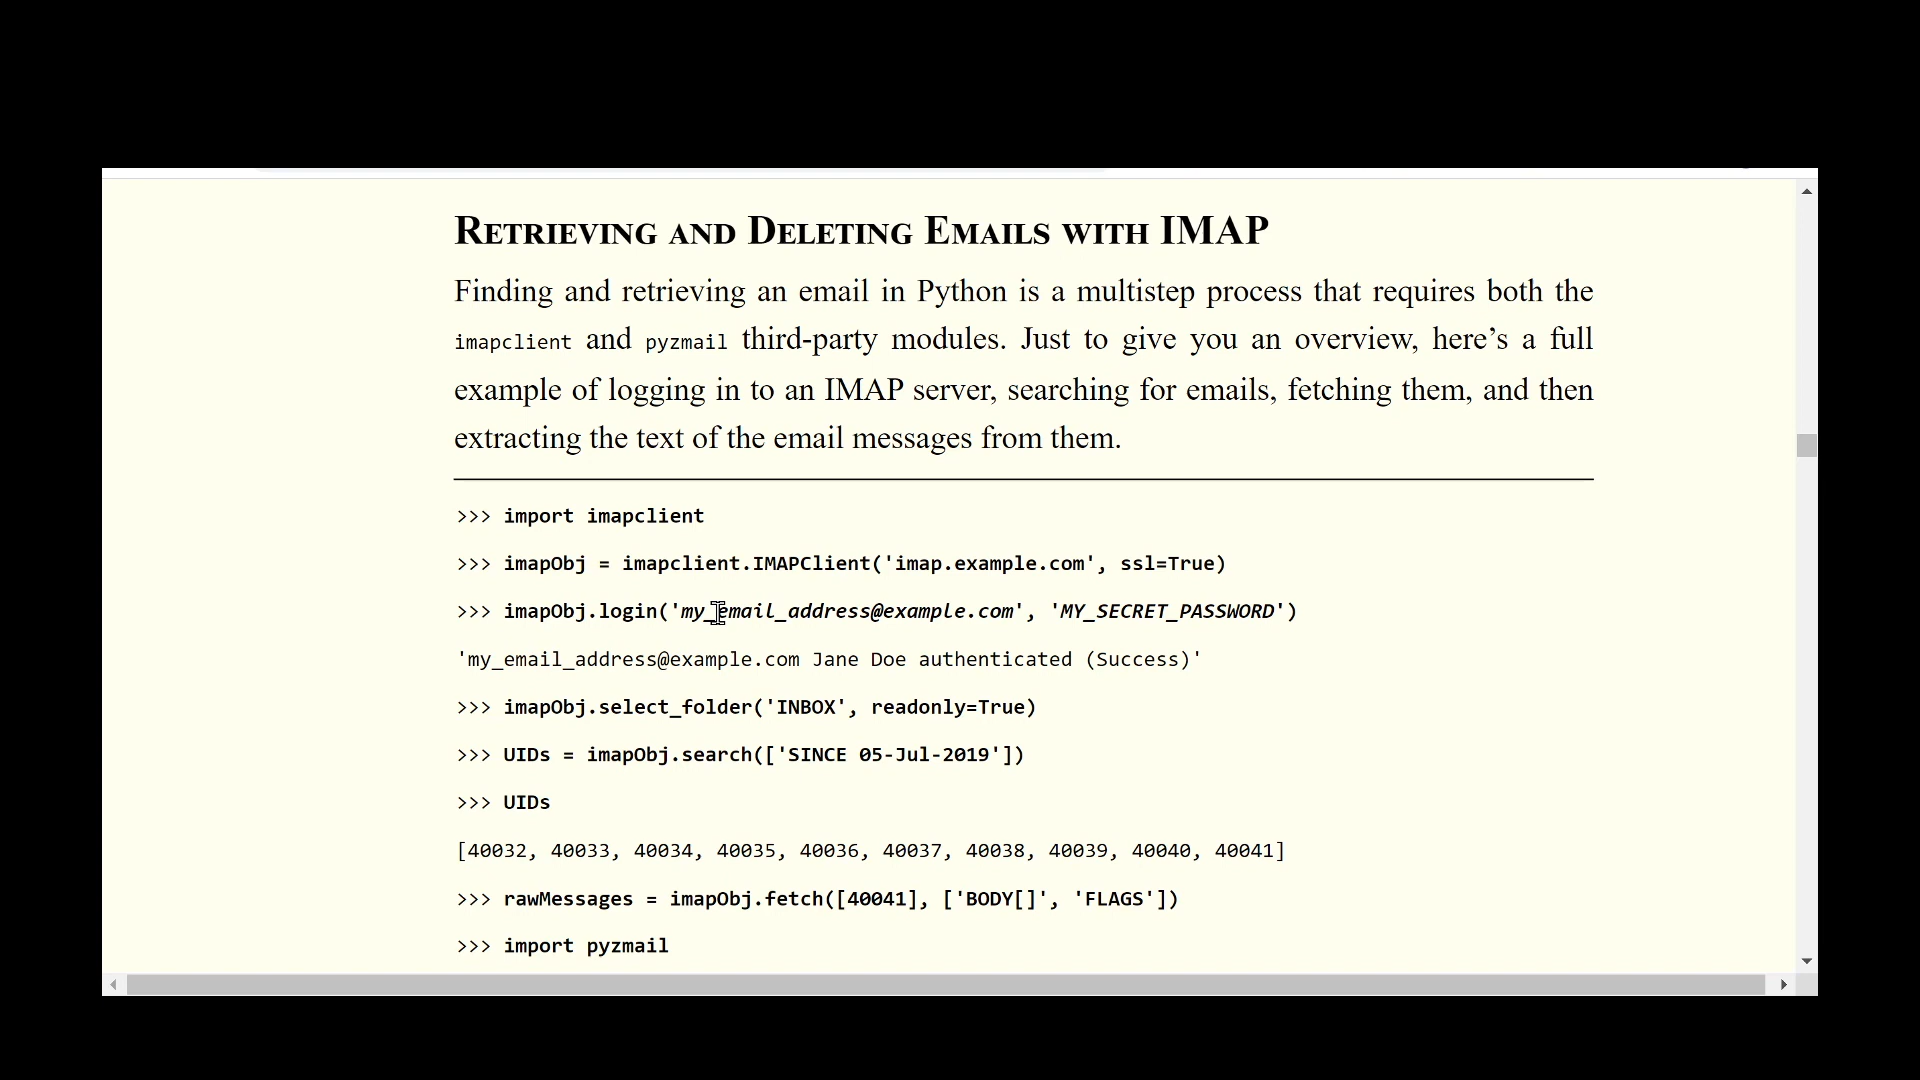 RETRIEVING AND DELETING EMAILS WITH IMAP
Finding and retrieving an email in Python is a multistep process that requires both the
imapclient and pyzmail third-party modules. Just to give you an overview, here’s a full
example of logging in to an IMAP server, searching for emails, fetching them, and then
extracting the text of the email messages from them.
>>> import imapclient
>>> imapObj = imapclient.IMAPClient('imap.example.com', ssl=True)
>>> imapObj.login('my_email_address@example.com', 'MY_SECRET_PASSWORD')
'my_email_address@example.com Jane Doe authenticated (Success)'
>>> imapObj.select_folder('INBOX', readonly=True)
>>> UIDs = imapObj.search(['SINCE 05-Jul-2019'])
>>> UIDs
[40032, 40033, 40034, 40035, 40036, 40037, 40038, 40039, 40040, 40041]
>>> rawMessages = imapObj.fetch([40041], ['BODY[]', 'FLAGS'])
>>> import pyzmail